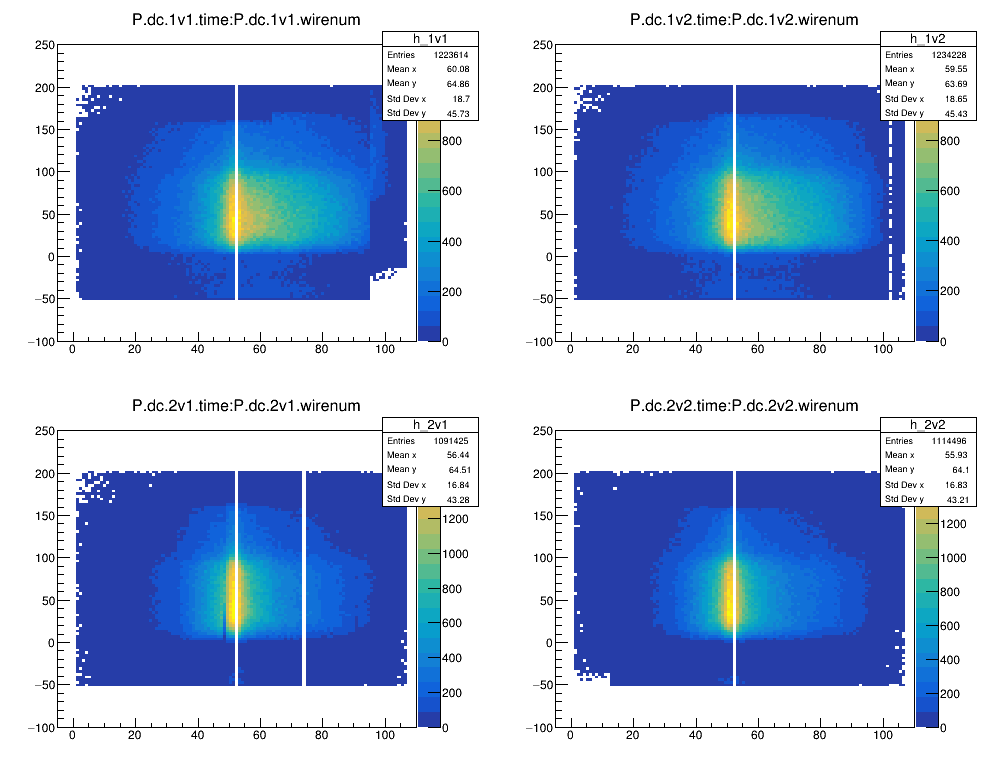 P.dc.1v1.time:P.dc.1v1.wirenum
h_1v1
Entries 1223614
Mean x 60.08
Mean y 64.86
Std Dev x 18.7
Std Dev y 45.73
250
200
150
100
50
0
−50
−100
0 20 40 60 80 100
800
600
400
200
0
P.dc.1v2.time:P.dc.1v2.wirenum
h_1v2
Entries 1234228
Mean x 59.55
Mean y 63.69
Std Dev x 18.65
Std Dev y 45.43
250
200
150
100
50
0
−50
−100
0 20 40 60 80 100
800
600
400
200
0
P.dc.2v1.time:P.dc.2v1.wirenum
h_2v1
Entries 1091425
Mean x 56.44
Mean y 64.51
Std Dev x 16.84
Std Dev y 43.28
250
200
150
100
50
0
−50
−100
0 20 40 60 80 100
1200
1000
800
600
400
200
0
P.dc.2v2.time:P.dc.2v2.wirenum
h_2v2
Entries 1114496
Mean x 55.93
Mean y 64.1
Std Dev x 16.83
Std Dev y 43.21
250
200
150
100
50
0
−50
−100
0 20 40 60 80 100
1200
1000
800
600
400
200
0